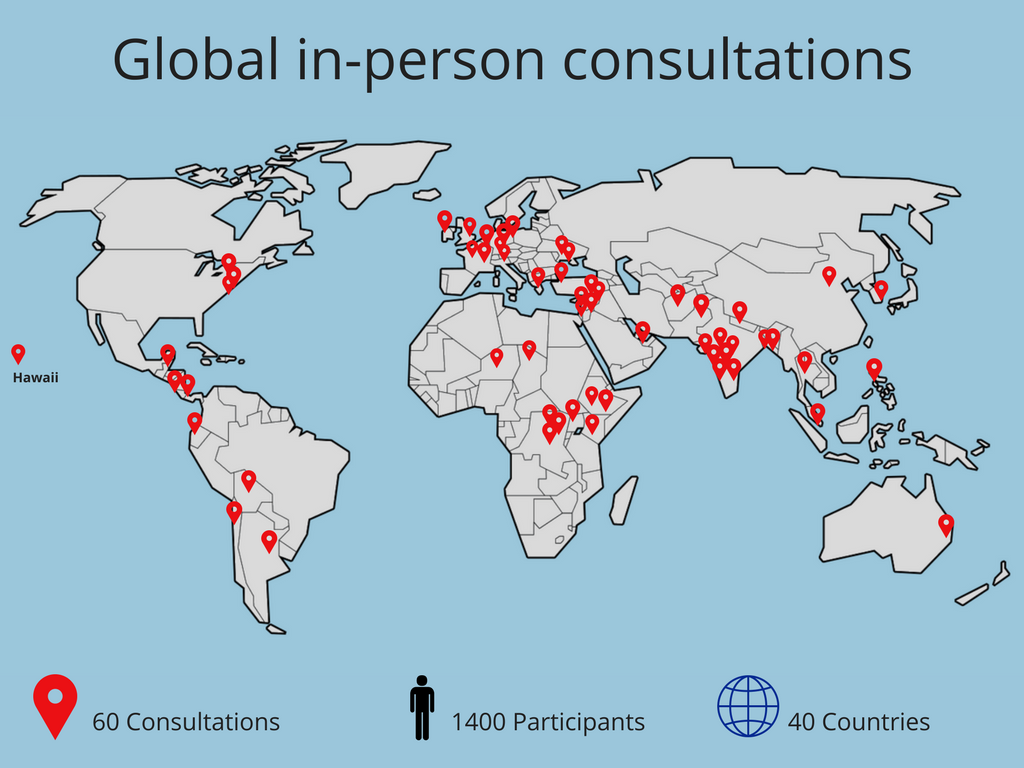 Global in-person consultations
Hawaii
60 Consultations
1400 Participants
40 Countries